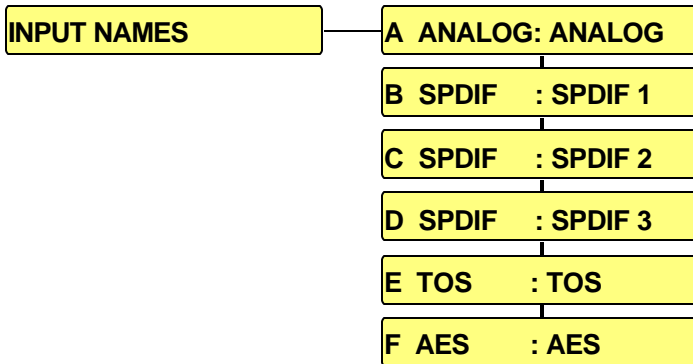 INPUT NAMES
A ANALOG: ANALOG
B SPDIF : SPDIF 1
C SPDIF : SPDIF 2
D SPDIF : SPDIF 3
E TOS : TOS
F AES : AES